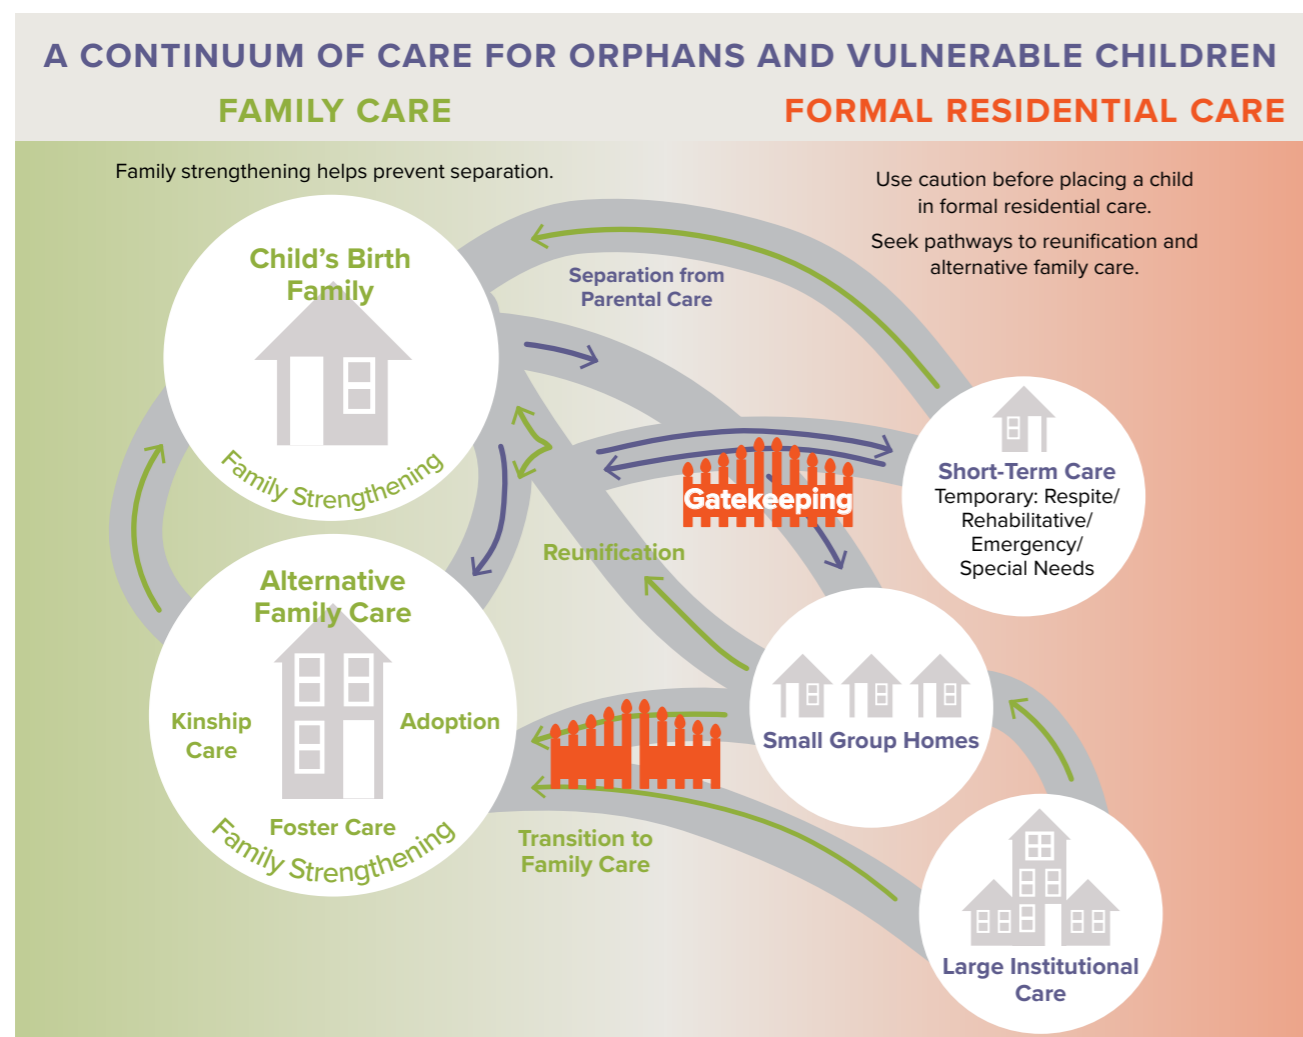 A CONTINUUM OF CARE FOR ORPHANS AND VULNERABLE CHILDREN
FAMILY CARE
FORMAL RESIDENTIAL CARE
Family strengthening helps prevent separation.
Use caution before placing a child
in formal residential care.
Seek pathways to reunification and
alternative family care.
Child's Birth
Family
Family Strengthening
Separation from
Parental Care
Gatekeeping
Short-Term Care
Temporary: Respite/
Rehabilitative/
Emergency/
Special Needs
Reunification
Alternative
Family Care
Kinship
Care
Adoption
Foster Care
Family Strengthening
Small Group Homes
Transition to
Family Care
Large Institutional
Care